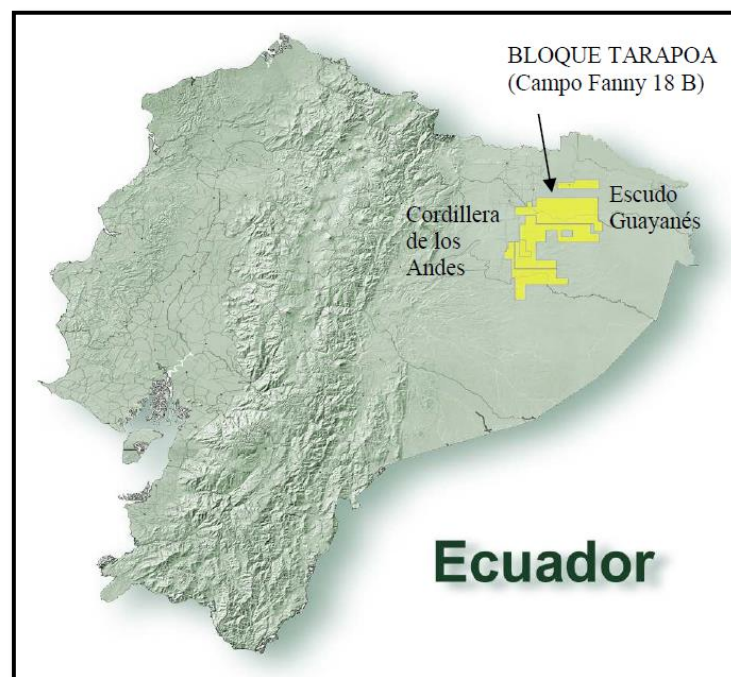 BLOQUE TARAPOA
(Campo Fanny 18 B)
Cordillera
de los
Andes
Escudo
Guayanés
Ecuador